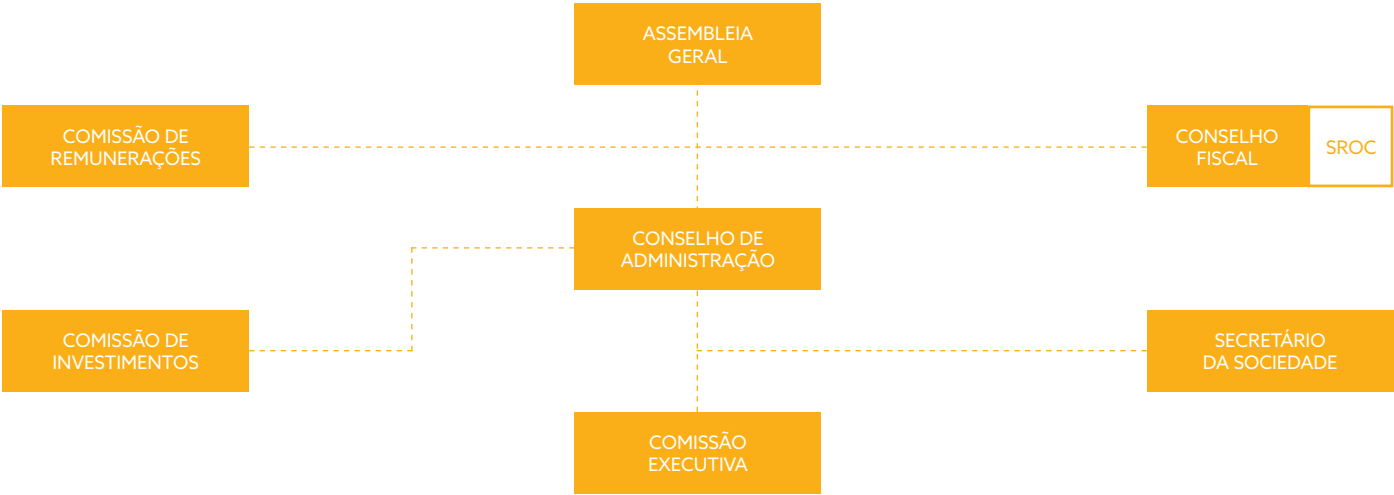 ASSEMBLEIA
GERAL
COMISSÃO DE
REMUNERAÇÕES
CONSELHO
FISCAL
SROC
CONSELHO DE
ADMINISTRAÇÃO
COMISSÃO DE
INVESTIMENTOS
SECRETÁRIO
DA SOCIEDADE
COMISSÃO
EXECUTIVA